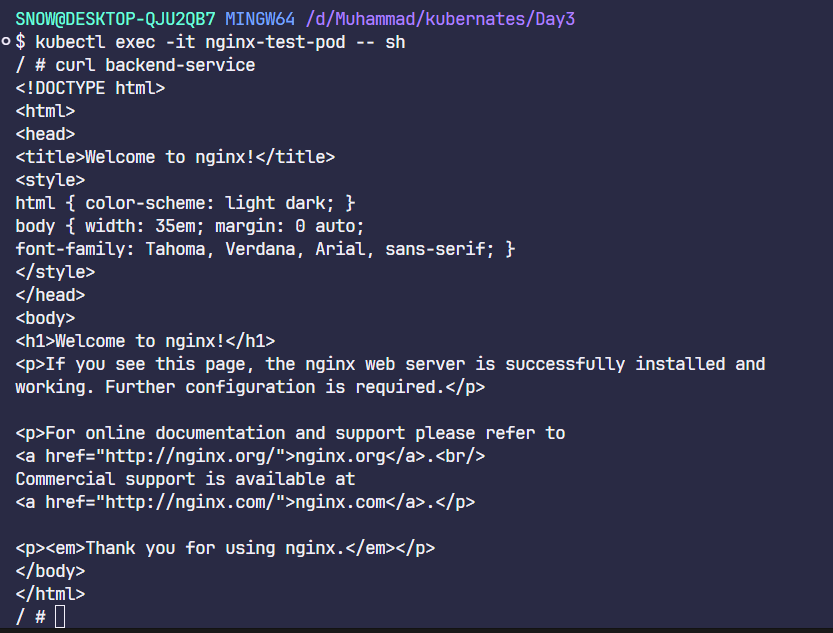 SNOW@DESKTOP-QJU2QB7 MINGW64 /d/Muhammad/kubernates/Day3
$ kubectl exec -it nginx-test-pod -- sh
/ # curl backend-service
<!DOCTYPE html>
<html>
<head>
<title>Welcome to nginx!</title>
<style>
html { color-scheme: light dark; }
body { width: 35em; margin: 0 auto;
font-family: Tahoma, Verdana, Arial, sans-serif; }
</style>
</head>
<body>
<h1>Welcome to nginx!</h1>
<p>If you see this page, the nginx web server is successfully installed and
working. Further configuration is required.</p>

<p>For online documentation and support please refer to
<a href="http://nginx.org/">nginx.org</a>.<br/>
Commercial support is available at
<a href="http://nginx.com/">nginx.com</a>.</p>

<p><em>Thank you for using nginx.</em></p>
</body>
</html>
/ #